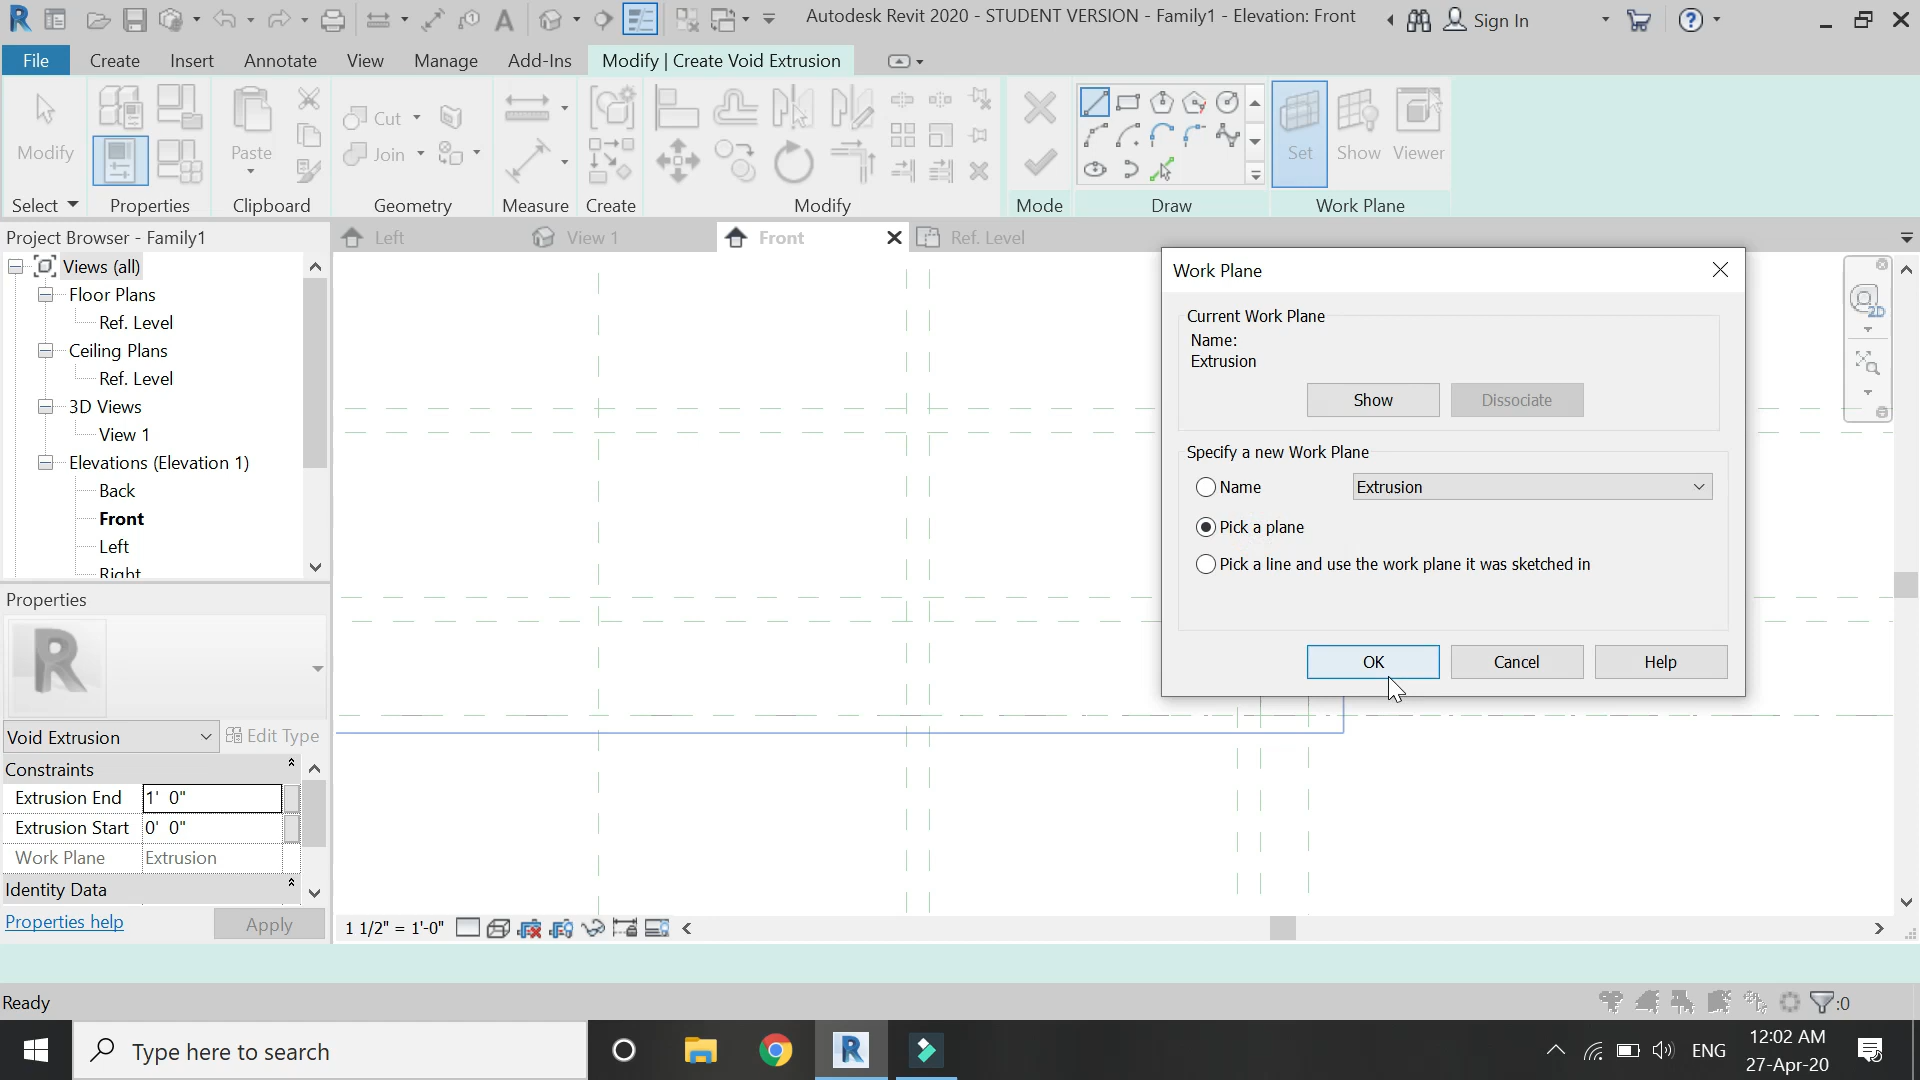 Autodesk Revit 2020 - STUDENT VERSION - Family1 - Elevation: Front
Sign In
File Create Insert Annotate View Manage Add-Ins Modify | Create Void Extrusion
Modify
Paste
Cut
Join
Set Show Viewer
Select Properties Clipboard Geometry Measure Create Modify Mode Draw Work Plane
Project Browser - Family1
Left View 1 Front Ref. Level
Views (all)
Floor Plans
Ref. Level
Ceiling Plans
Ref. Level
3D Views
View 1
Elevations (Elevation 1)
Back
Front
Left
Right
2D
Work Plane
Current Work Plane
Name:
Extrusion
Show Dissociate
Specify a new Work Plane
Name Extrusion
Pick a plane
Pick a line and use the work plane it was sketched in
OK Cancel Help
Properties
Void Extrusion Edit Type
Constraints
Extrusion End 1' 0"
Extrusion Start 0' 0"
Work Plane Extrusion
Identity Data
Properties help Apply
1 1/2" = 1'-0"
Ready
:0
Type here to search
ENG
12:02 AM
27-Apr-20